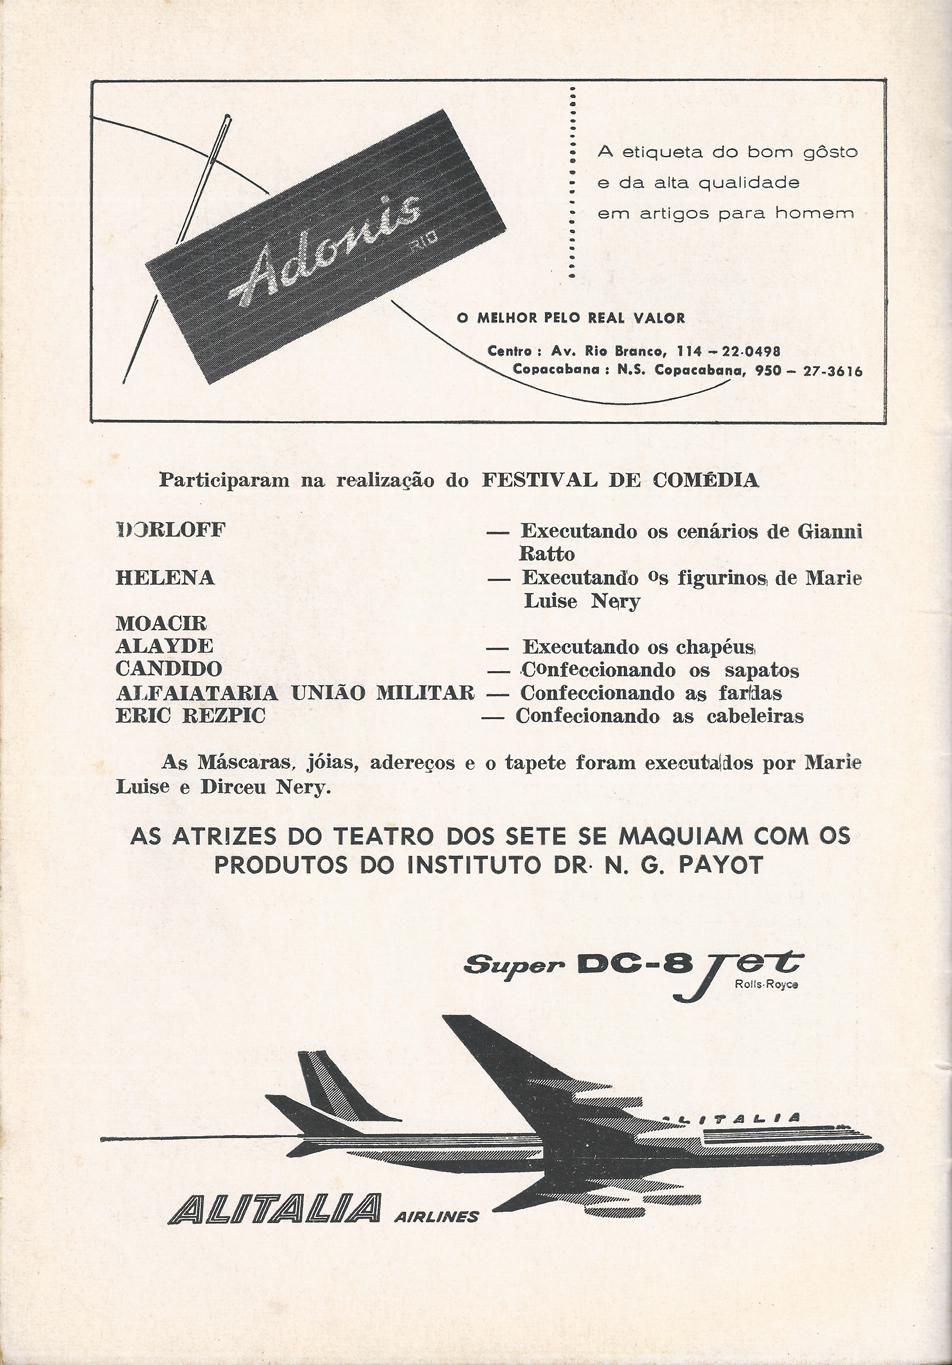 Adonis
RIO
A etiqueta do bom gôsto
e da alta qualidade
em artigos para homem
O MELHOR PELO REAL VALOR
Centro : Av. Rio Branco, 114 – 22-0498
Copacabana : N.S. Copacabana, 950 – 27-3616
Participaram na realização do FESTIVAL DE COMÉDIA
DORLOFF — Executando os cenários de Gianni
Ratto
HELENA — Executando os figurinos de Marie
Luise Nery
MOACIR
ALAYDE — Executando os chapéus
CANDIDO — Confeccionando os sapatos
ALFAIATARIA UNIÃO MILITAR — Confeccionando as fardas
ERIC REZPIC — Confecionando as cabeleiras
As Máscaras, jóias, adereços e o tapete foram executados por Marie
Luise e Dirceu Nery.
AS ATRIZES DO TEATRO DOS SETE SE MAQUIAM COM OS
PRODUTOS DO INSTITUTO DR. N. G. PAYOT
Super DC-8 Jet
Rolls-Royce
ALITALIA
ALITALIA AIRLINES